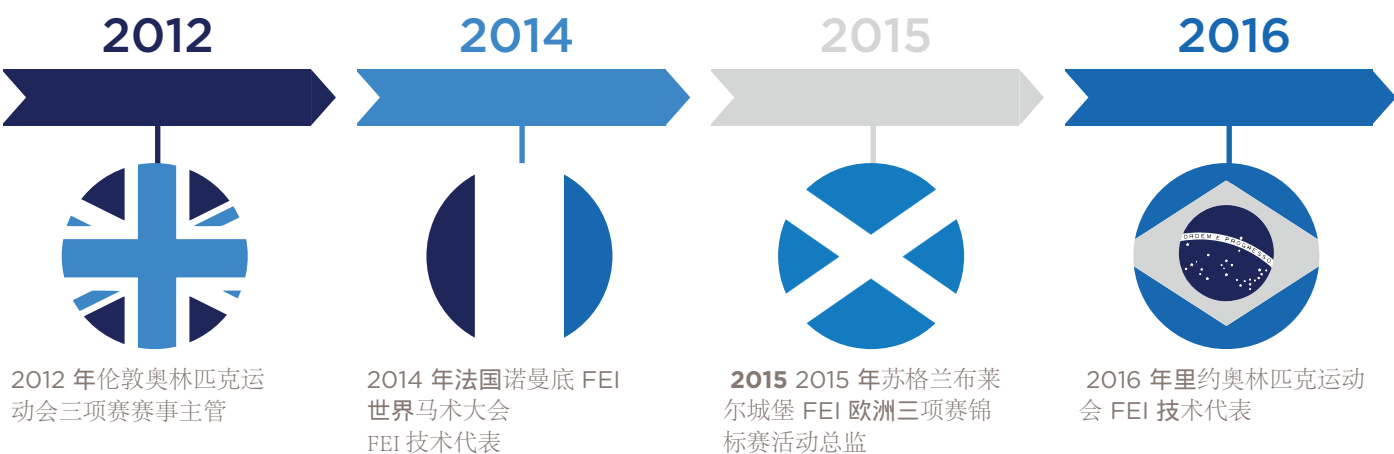 2012
2014
2015
2016
ORDEM E PROGRESSO
2012 年伦敦奥林匹克运
动会三项赛赛事主管
2014 年法国诺曼底 FEI
世界马术大会
FEI 技术代表
2015 2015 年苏格兰布莱
尔城堡 FEI 欧洲三项赛锦
标赛活动总监
2016 年里约奥林匹克运动
会 FEI 技术代表